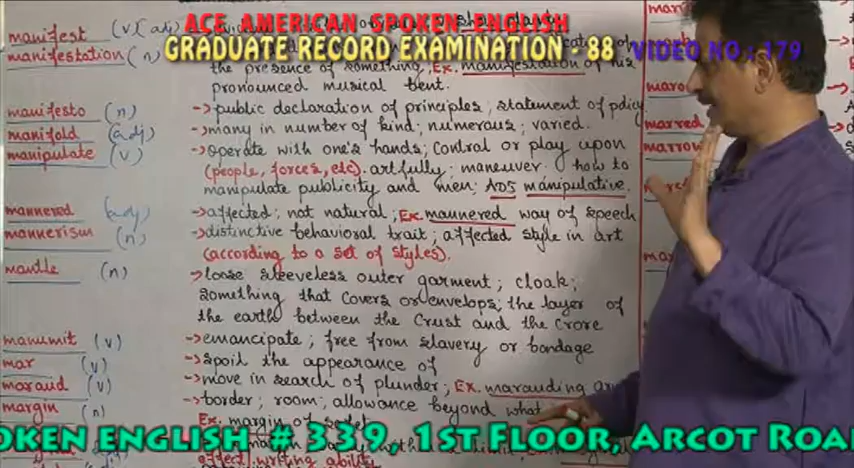 ACE AMERICAN SPOKEN ENGLISH
GRADUATE RECORD EXAMINATION - 88 VIDEO NO : 179
manifest (v) (adj)
manifestation (n)
the presence of something, Ex. manifestation of his
pronounced musical bent.
manifesto (n) → public declaration of principles; statement of policy
manifold (adj) → many in number of kind; numerous; varied.
manipulate (v) → operate with one's hands; control or play upon
(people, forces, etc). artfully; maneuver. how to
manipulate publicity and men; ADJ manipulative.
mannered (adj) → affected; not natural; Ex. mannered way of speech
mannerism (n) → distinctive behavioral trait; affected style in art
(according to a set of styles).
mantle (n) → loose sleeveless outer garment; cloak;
something that covers or envelops; the layer of
the earth between the crust and the crore
manumit (v) → emancipate; free from slavery or bondage
mar (v) → spoil the appearance of
maraud (v) → move in search of plunder; Ex. marauding
margin (n) → border; room; allowance beyond what
Ex. margin of
effect; writing ability
marred
marrow
OKEN ENGLISH # 339, 1ST FLOOR, ARCOT ROA